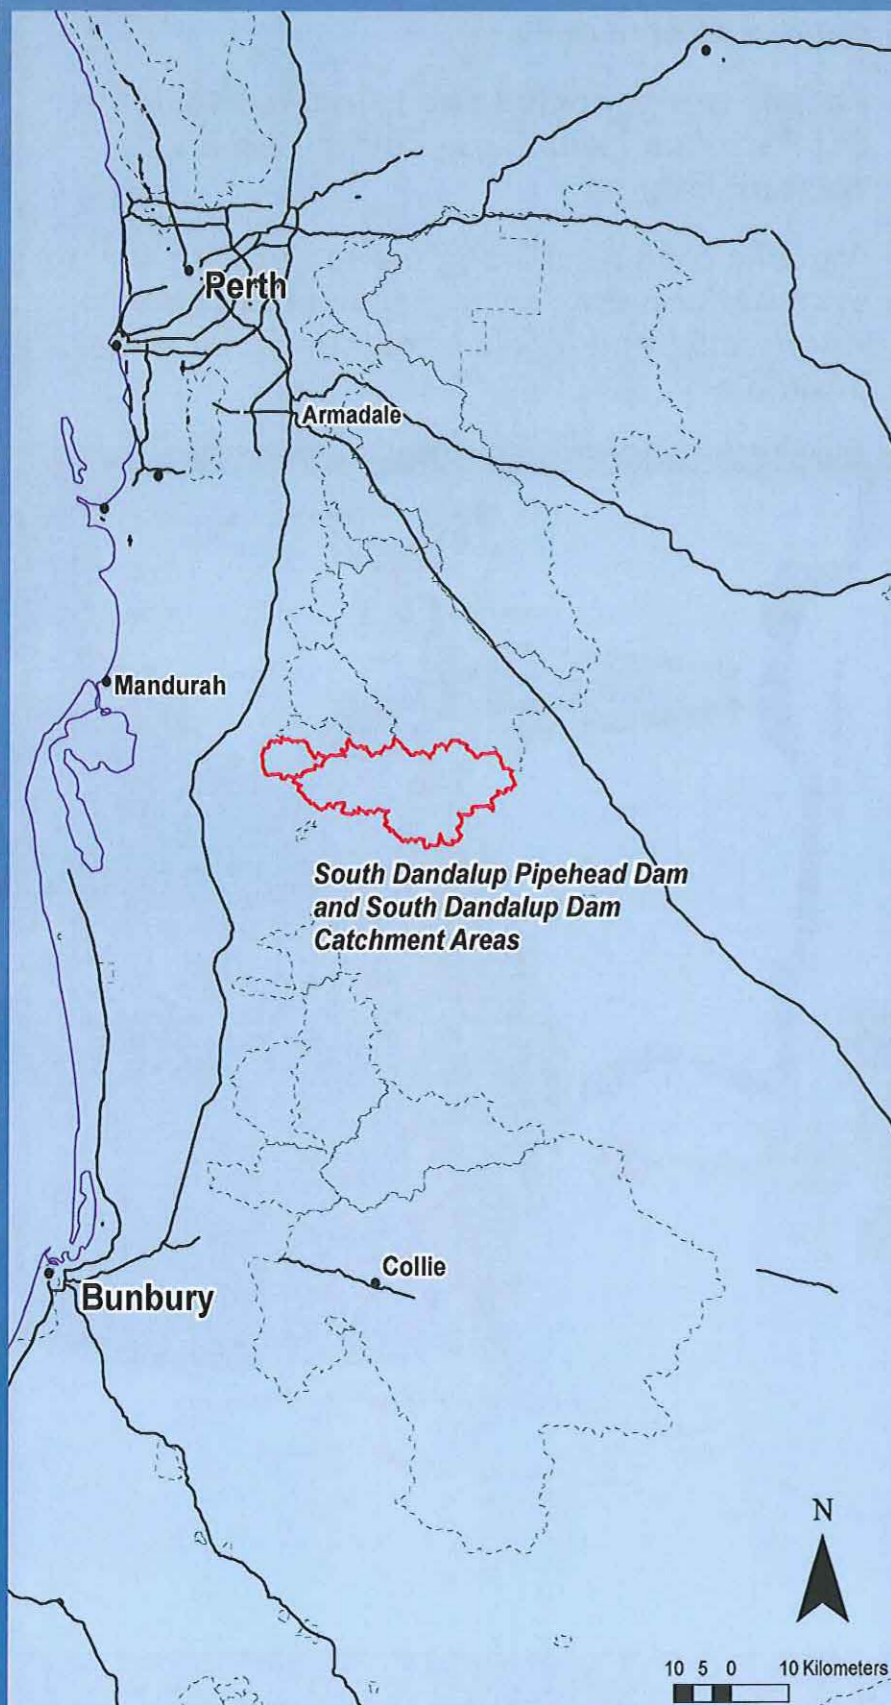 Perth
Armadale
Mandurah
South Dandalup Pipehead Dam
and South Dandalup Dam
Catchment Areas
Collie
Bunbury
N
10 5 0 10 Kilometers